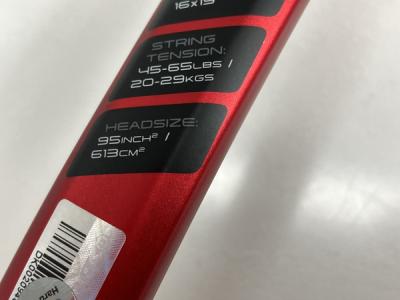 16x19
STRING
TENSION:
45-65LBS /
20-29KGS
HEADSIZE:
95INCH² /
613CM²